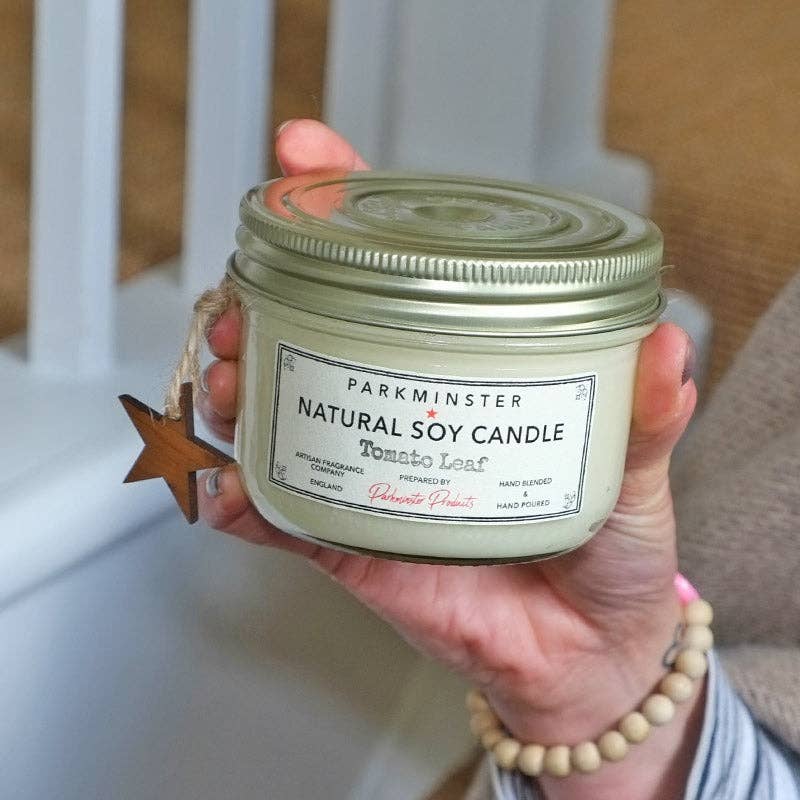 PARKMINSTER
NATURAL SOY CANDLE
Tomato Leaf
ARTISAN FRAGRANCE
COMPANY
ENGLAND
PREPARED BY
Parkminster Products
HAND BLENDED
&
HAND POURED